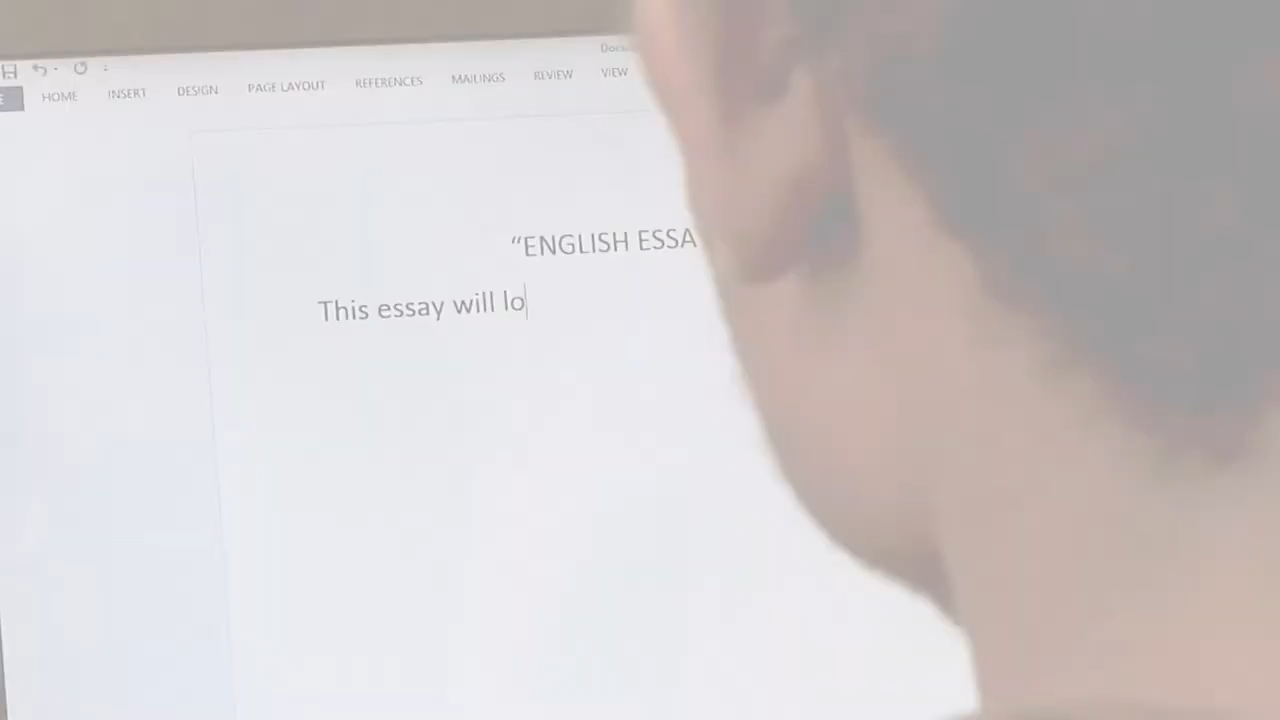 HOME INSERT DESIGN PAGE LAYOUT REFERENCES MAILINGS REVIEW VIEW
“ENGLISH ESSA
This essay will lo